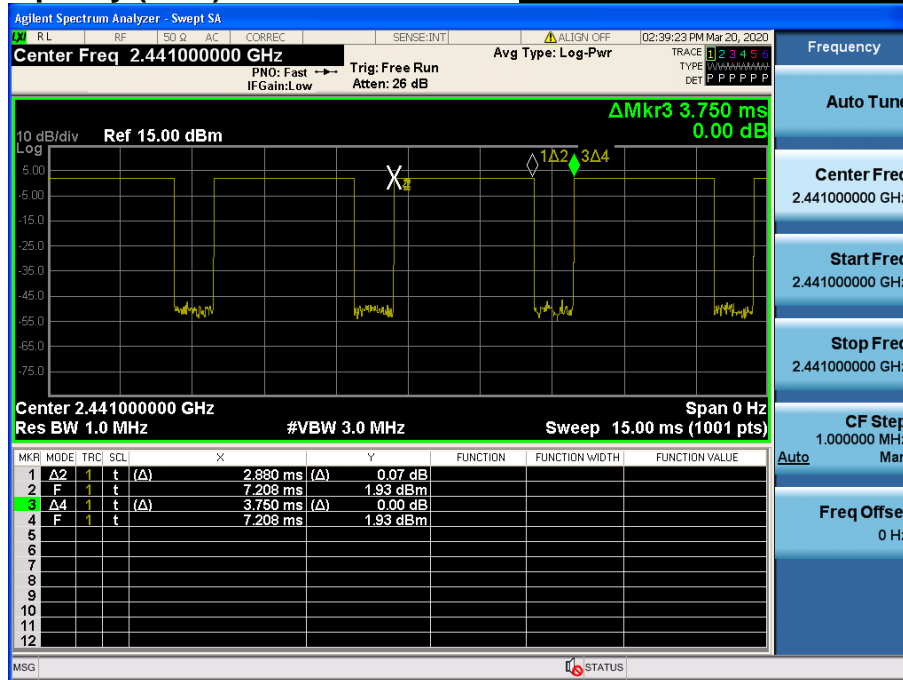 Agilent Spectrum Analyzer - Swept SA
LXI RL RF 50 Ω AC CORREC SENSE:INT ALIGN OFF 02:39:23 PM Mar 20, 2020
Center Freq 2.441000000 GHz
PNO: Fast
IFGain:Low
Trig: Free Run
Atten: 26 dB
Avg Type: Log-Pwr
TRACE 1 2 3 4 5 6
TYPE WWWWWW
DET P P P P P P
ΔMkr3 3.750 ms
0.00 dB
10 dB/div Ref 15.00 dBm
Log
1Δ2 3Δ4
5.00
-5.00
-15.0
-25.0
-35.0
-45.0
-55.0
-65.0
-75.0
Center 2.441000000 GHz Span 0 Hz
Res BW 1.0 MHz #VBW 3.0 MHz Sweep 15.00 ms (1001 pts)
MKR MODE TRC SCL X Y FUNCTION FUNCTION WIDTH FUNCTION VALUE
1 Δ2 1 t (Δ) 2.880 ms (Δ) 0.07 dB
2 F 1 t 7.208 ms 1.93 dBm
3 Δ4 1 t (Δ) 3.750 ms (Δ) 0.00 dB
4 F 1 t 7.208 ms 1.93 dBm
5
6
7
8
9
10
11
12
MSG STATUS
Frequency
Auto Tune
Center Freq
2.441000000 GHz
Start Freq
2.441000000 GHz
Stop Freq
2.441000000 GHz
CF Step
1.000000 MHz
Auto Man
Freq Offset
0 Hz